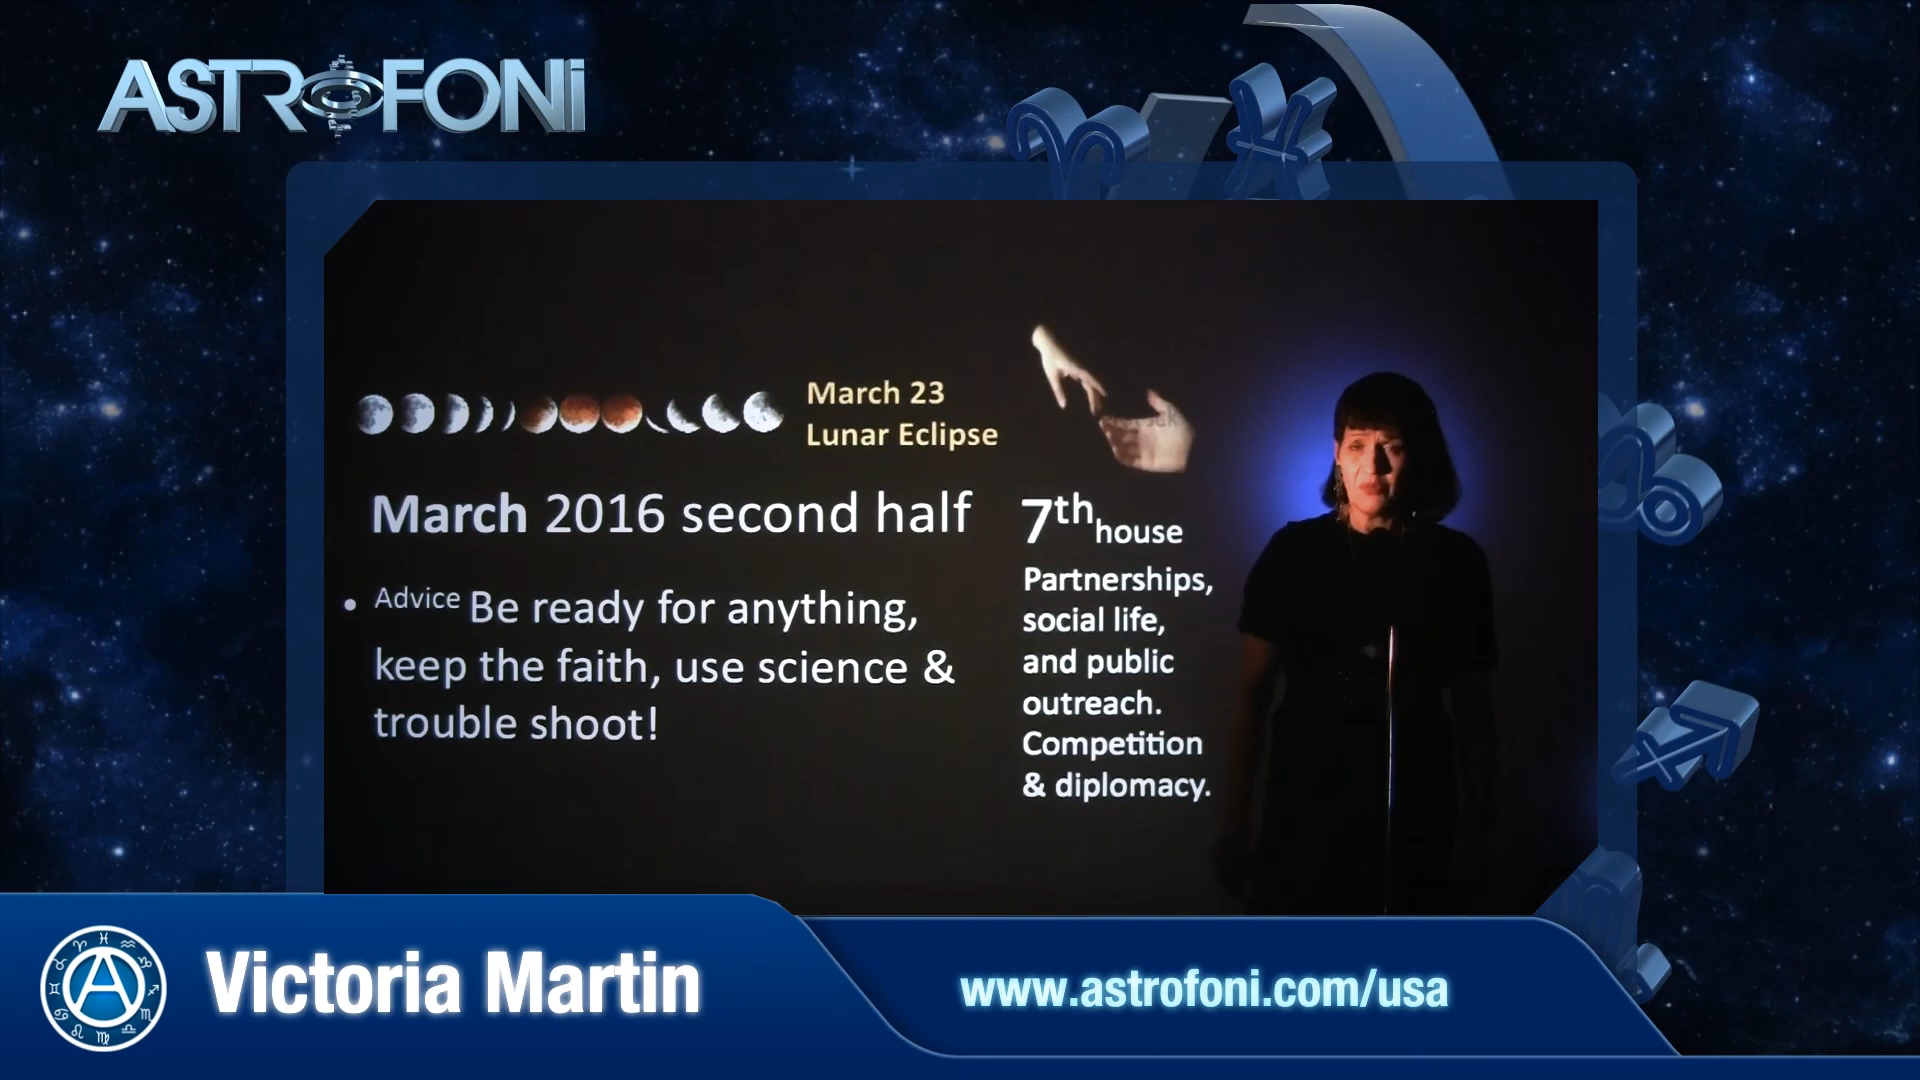 ASTROFONi
March 23
Lunar Eclipse
March 2016 second half
• Advice Be ready for anything,
keep the faith, use science &
trouble shoot!
7th house
Partnerships,
social life,
and public
outreach.
Competition
& diplomacy.
Victoria Martin
www.astrofoni.com/usa